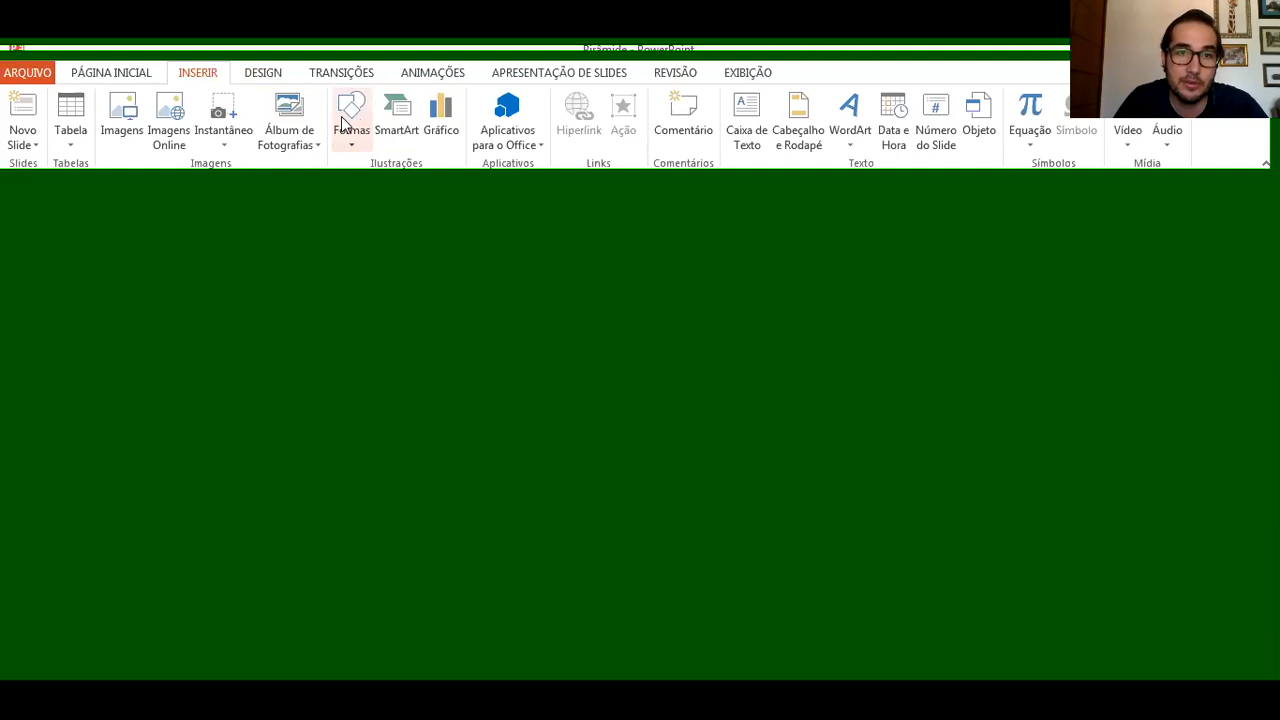 Pirâmide - PowerPoint
ARQUIVO PÁGINA INICIAL INSERIR DESIGN TRANSIÇÕES ANIMAÇÕES APRESENTAÇÃO DE SLIDES REVISÃO EXIBIÇÃO
Novo Slide Tabela Imagens Imagens Online Instantâneo Álbum de Fotografias Formas SmartArt Gráfico Aplicativos para o Office Hiperlink Ação Comentário Caixa de Texto Cabeçalho e Rodapé WordArt Data e Hora Número do Slide Objeto Equação Símbolo Vídeo Áudio
Slides Tabelas Imagens Ilustrações Aplicativos Links Comentários Texto Símbolos Mídia